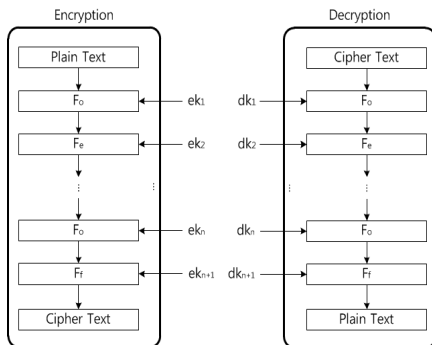 Encryption
Plain Text
Fo
ek1
Fe
ek2
⋮
⋮
Fo
ekn
Ff
ekn+1
Cipher Text
Decryption
Cipher Text
dk1
Fo
dk2
Fe
⋮
⋮
dkn
Fo
dkn+1
Ff
Plain Text